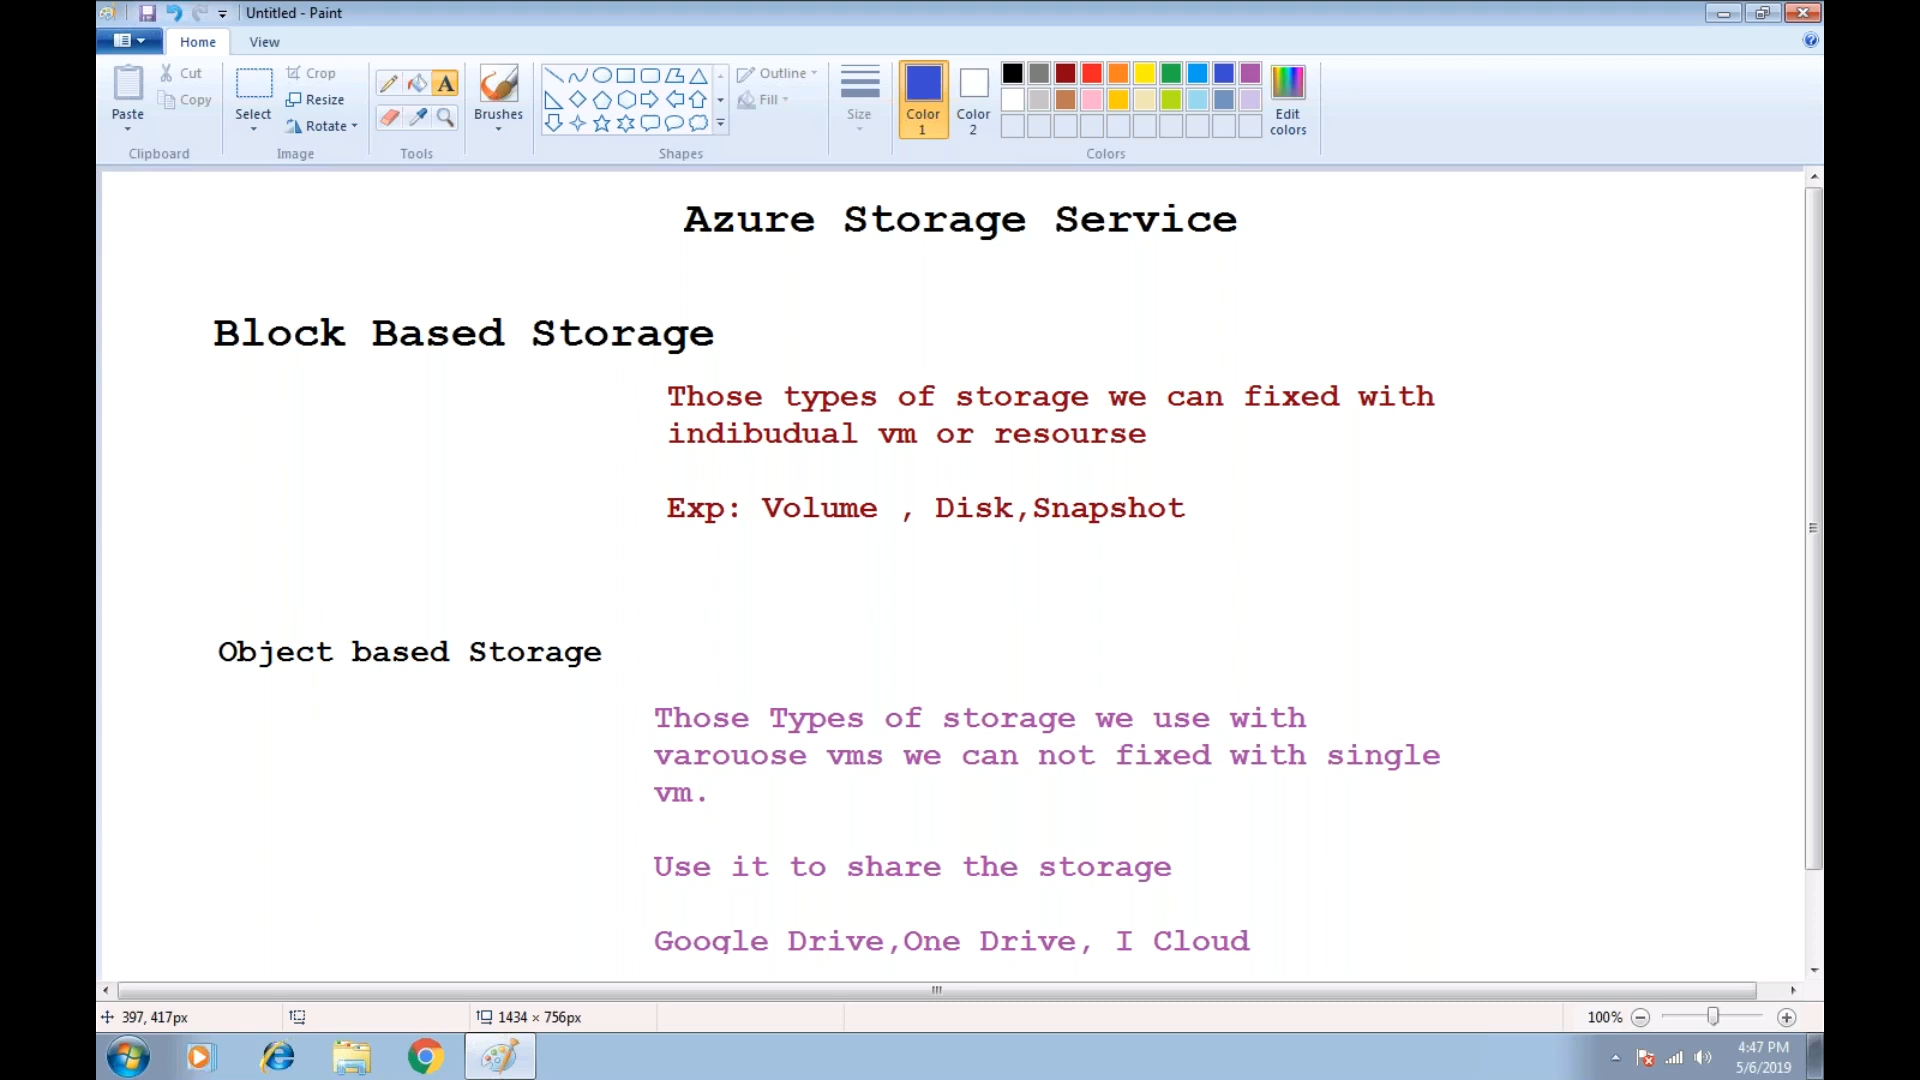 Untitled - Paint
Home View
Paste
Cut
Copy
Clipboard
Select
Crop
Resize
Rotate
Image
A
Tools
Brushes
Shapes
Outline
Fill
Size
Color 1
Color 2
Edit colors
Colors
Azure Storage Service
Block Based Storage
Those types of storage we can fixed with
indibudual vm or resourse
Exp: Volume , Disk,Snapshot
Object based Storage
Those Types of storage we use with
varouose vms we can not fixed with single
vm.
Use it to share the storage
Google Drive,One Drive, I Cloud
397, 417px
1434 × 756px
100%
4:47 PM
5/6/2019